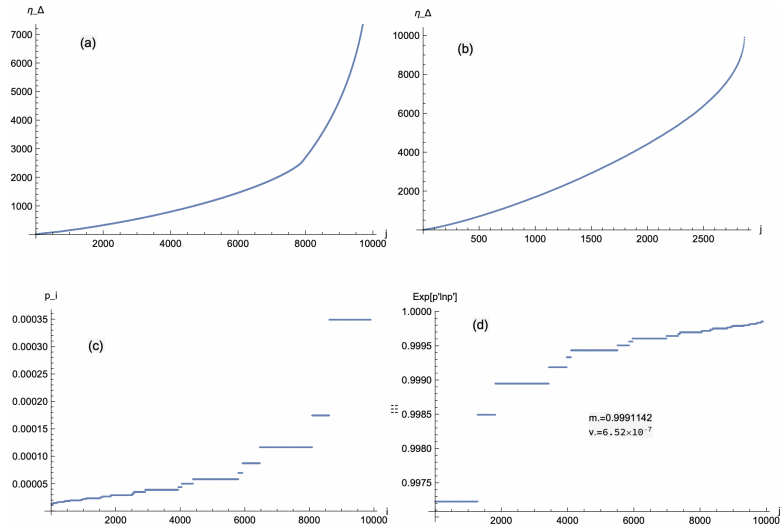 η_Δ
7000
6000
5000
4000
3000
2000
1000
2000 4000 6000 8000 10000
j
(a)
η_Δ
10000
8000
6000
4000
2000
500 1000 1500 2000 2500
j
(b)
p_i
0.00035
0.00030
0.00025
0.00020
0.00015
0.00010
0.00005
2000 4000 6000 8000 10000
i
(c)
Exp[p'lnp']
1.0000
0.9995
0.9990
0.9985
0.9980
0.9975
2000 4000 6000 8000 10000
(d)
m.=0.9991142
v.=6.52×10⁻⁷